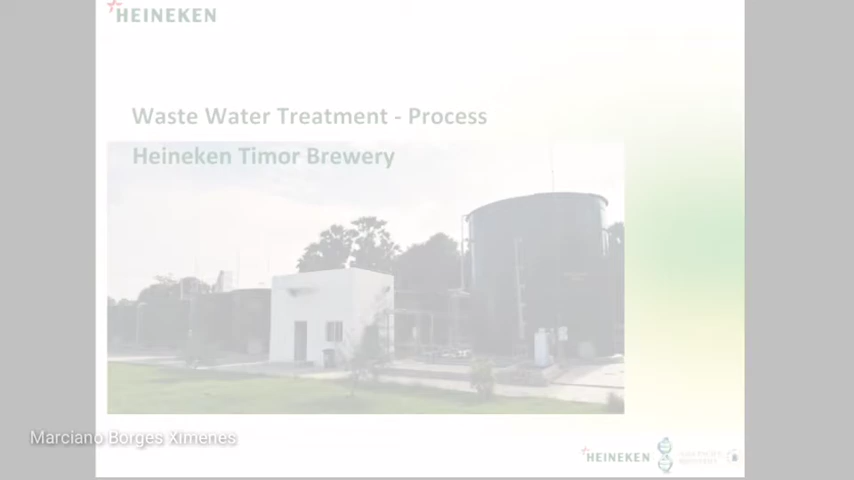 HEINEKEN
Waste Water Treatment - Process
Heineken Timor Brewery
Marciano Borges Ximenes
HEINEKEN